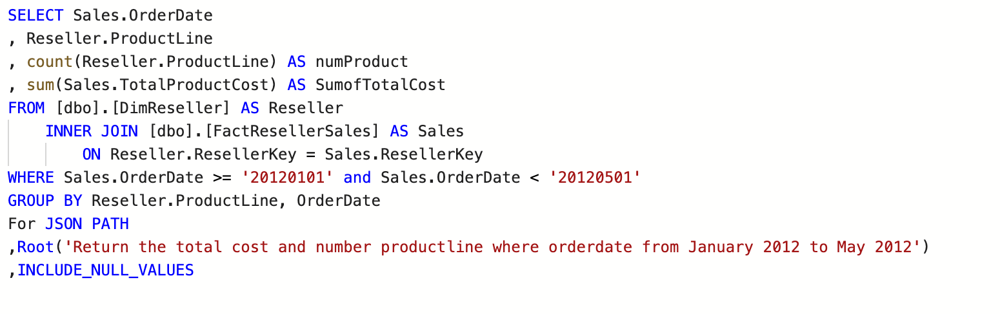 SELECT Sales.OrderDate
, Reseller.ProductLine
, count(Reseller.ProductLine) AS numProduct
, sum(Sales.TotalProductCost) AS SumofTotalCost
FROM [dbo].[DimReseller] AS Reseller
    INNER JOIN [dbo].[FactResellerSales] AS Sales
        ON Reseller.ResellerKey = Sales.ResellerKey
WHERE Sales.OrderDate >= '20120101' and Sales.OrderDate < '20120501'
GROUP BY Reseller.ProductLine, OrderDate
For JSON PATH
,Root('Return the total cost and number productline where orderdate from January 2012 to May 2012')
,INCLUDE_NULL_VALUES